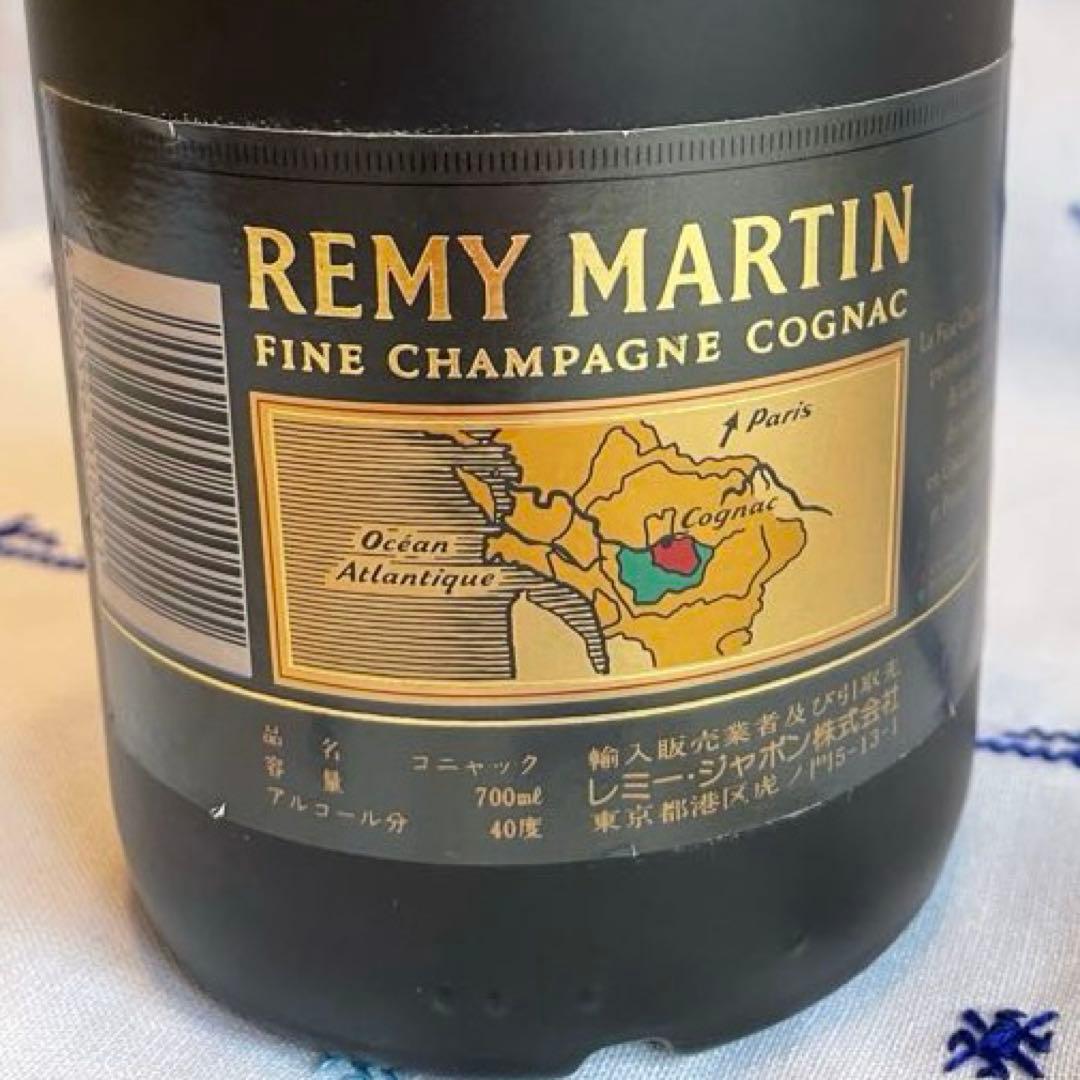 REMY MARTIN
FINE CHAMPAGNE COGNAC
Paris
Cognac
Océan
Atlantique
La Fine Cham
品名 コニャック
容量 700ml
アルコール分 40度
輸入販売業者及び引取先
レミー・ジャポン株式会社
東京都港区虎ノ門5-13-1